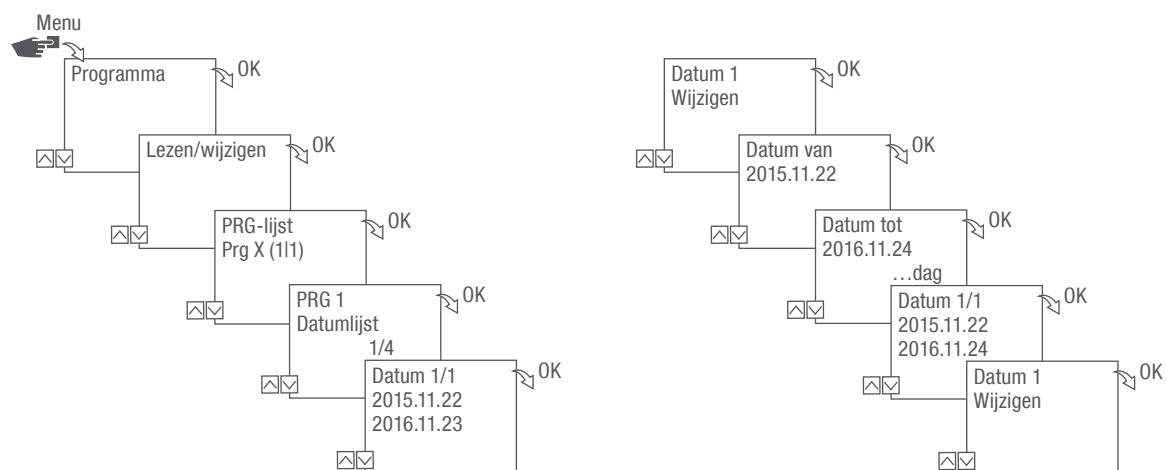 Menu
Programma
OK
Lezen/wijzigen
OK
PRG-lijst
Prg X (1|1)
OK
PRG 1
Datumlijst
1/4
OK
Datum 1/1
2015.11.22
2016.11.23
OK
Datum 1
Wijzigen
OK
Datum van
2015.11.22
OK
Datum tot
2016.11.24
...dag
OK
Datum 1/1
2015.11.22
2016.11.24
OK
Datum 1
Wijzigen
OK